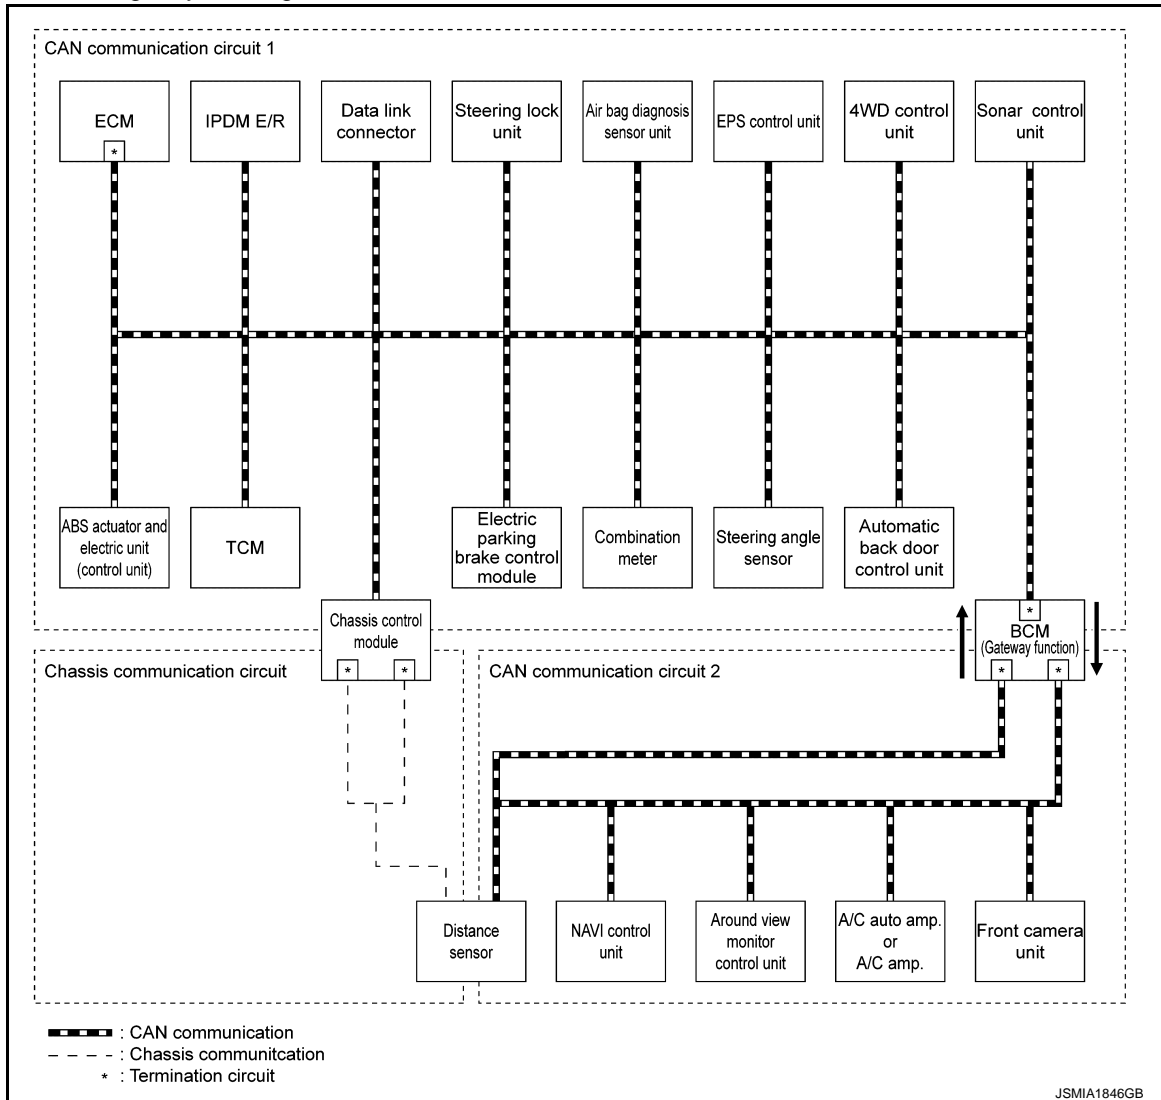 CAN communication circuit 1
ECM
*
IPDM E/R
Data link
connector
Steering lock
unit
Air bag diagnosis
sensor unit
EPS control unit
4WD control
unit
Sonar control
unit
ABS actuator and
electric unit
(control unit)
TCM
Electric
parking
brake control
module
Combination
meter
Steering angle
sensor
Automatic
back door
control unit
Chassis control
module
* *
*
BCM
(Gateway function)
* *
Chassis communication circuit
CAN communication circuit 2
Distance
sensor
NAVI control
unit
Around view
monitor
control unit
A/C auto amp.
or
A/C amp.
Front camera
unit
: CAN communication
: Chassis communitcation
* : Termination circuit
JSMIA1846GB